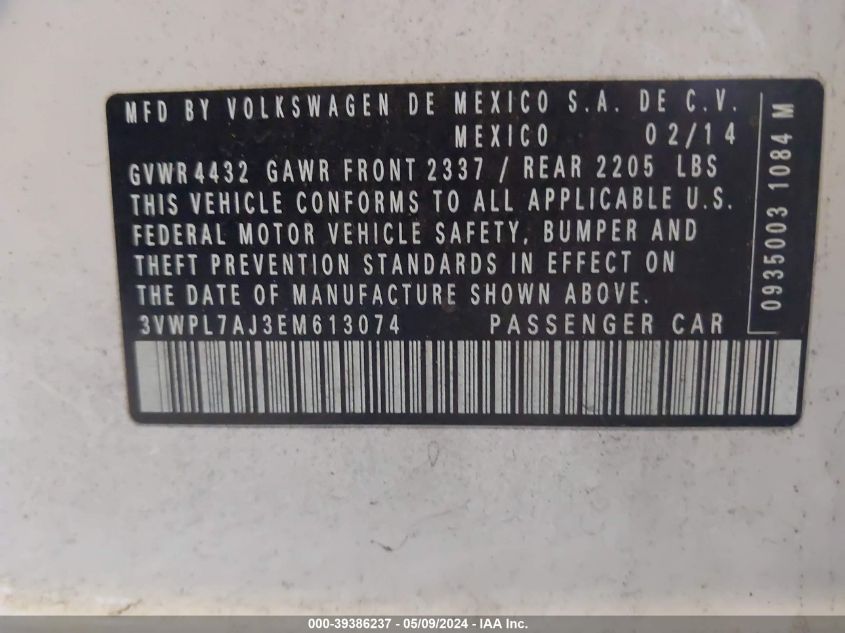 MFD BY VOLKSWAGEN DE MEXICO S.A. DE C.V.
MEXICO 02/14
GVWR 4432 GAWR FRONT 2337 / REAR 2205 LBS
THIS VEHICLE CONFORMS TO ALL APPLICABLE U.S.
FEDERAL MOTOR VEHICLE SAFETY, BUMPER AND
THEFT PREVENTION STANDARDS IN EFFECT ON
THE DATE OF MANUFACTURE SHOWN ABOVE.
3VWPL7AJ3EM613074 PASSENGER CAR
0935003 1084 M
000-39386237 - 05/09/2024 - IAA Inc.